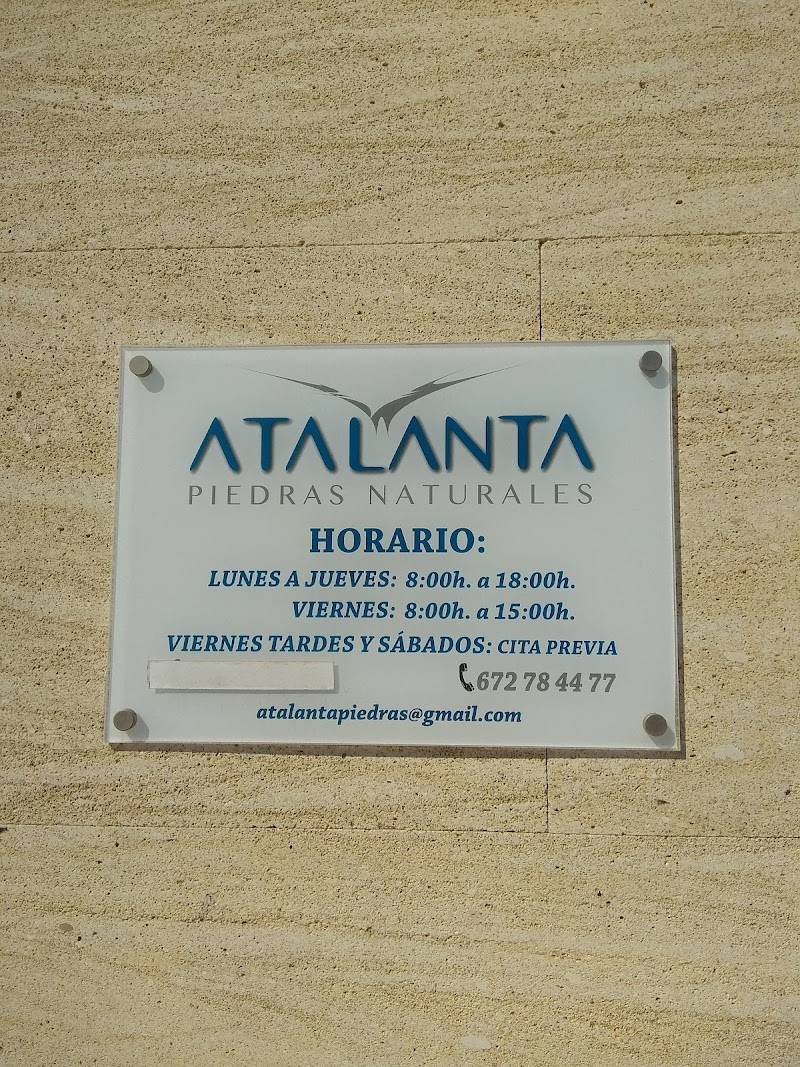 ATALANTA
PIEDRAS NATURALES
HORARIO:
LUNES A JUEVES: 8:00h. a 18:00h.
VIERNES: 8:00h. a 15:00h.
VIERNES TARDES Y SÁBADOS: CITA PREVIA
672 78 44 77
atalantapiedras@gmail.com